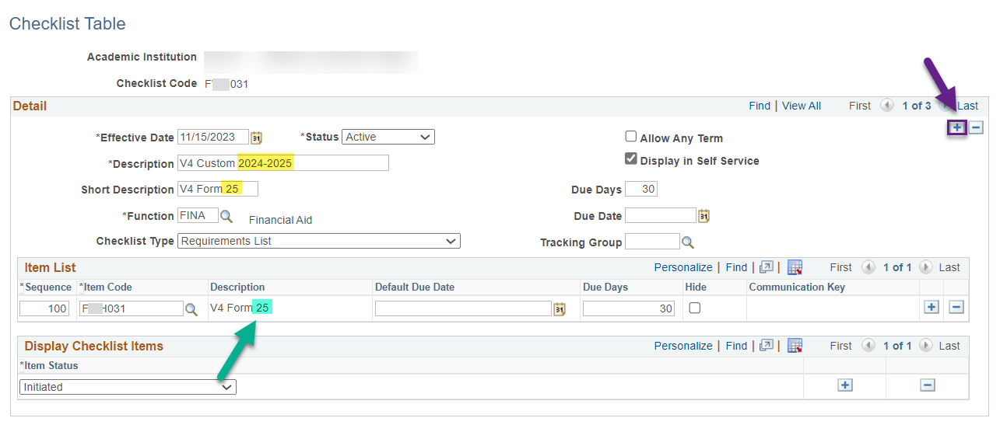 Checklist Table
Academic Institution
Checklist Code F 031
Detail Find | View All First 1 of 3 Last
*Effective Date 11/15/2023 31 *Status Active Allow Any Term
*Description V4 Custom 2024-2025 Display in Self Service
Short Description V4 Form 25 Due Days 30
*Function FINA Financial Aid Due Date 31
Checklist Type Requirements List Tracking Group
Item List Personalize | Find | | First 1 of 1 Last
*Sequence *Item Code Description Default Due Date Due Days Hide Communication Key
100 F H031 V4 Form 25 31 30
Display Checklist Items Personalize | Find | | First 1 of 1 Last
*Item Status
Initiated